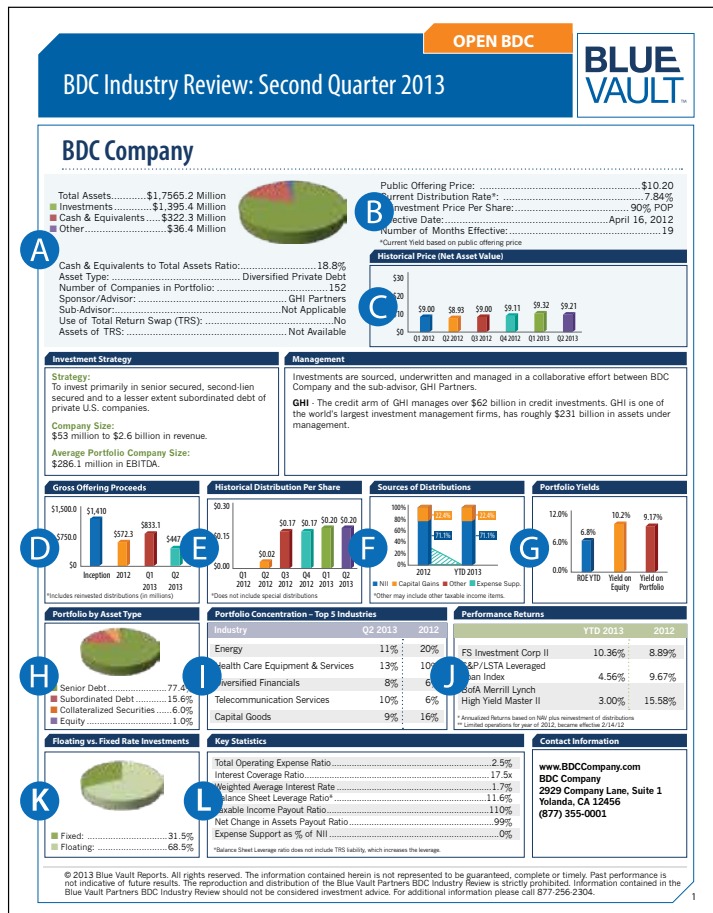 OPEN BDC
BDC Industry Review: Second Quarter 2013
BLUE
VAULT™
BDC Company
Total Assets.......$1,7565.2 Million
Investments..........$1,395.4 Million
Cash & Equivalents.....$322.3 Million
Other......................$36.4 Million
A
Cash & Equivalents to Total Assets Ratio:................18.8%
Asset Type: ......................... Diversified Private Debt
Number of Companies in Portfolio: .........................152
Sponsor/Advisor: ................................GHI Partners
Sub-Advisor:.....................................Not Applicable
Use of Total Return Swap (TRS): ............................No
Assets of TRS: ..................................Not Available
Public Offering Price: .................................$10.20
urrent Distribution Rate*: ..............................7.84%
B
nvestment Price Per Share:..........................90% POP
ective Date:......................................April 16, 2012
Number of Months Effective:.................................19
*Current Yield based on public offering price
Historical Price (Net Asset Value)
$30
$20
C
10
$0
$9.00 $8.93 $9.00 $9.11 $9.32 $9.21
Q1 2012 Q2 2012 Q3 2012 Q4 2012 Q1 2013 Q2 2013
Investment Strategy
Strategy:
To invest primarily in senior secured, second-lien
secured and to a lesser extent subordinated debt of
private U.S. companies.
Company Size:
$53 million to $2.6 billion in revenue.
Average Portfolio Company Size:
$286.1 million in EBITDA.
Management
Investments are sourced, underwritten and managed in a collaborative effort between BDC
Company and the sub-advisor, GHI Partners.
GHI - The credit arm of GHI manages over $62 billion in credit investments. GHI is one of
the world's largest investment management firms, has roughly $231 billion in assets under
management.
Gross Offering Proceeds
$1,500.0
$750.0
$0
$1,410 $572.3 $833.1 $447
D
Inception 2012 Q1 Q2
2013 2013
*Includes reinvested distributions (in millions)
Historical Distribution Per Share
$0.30
$0.15
$0.00
$0.02 $0.17 $0.17 $0.20 $0.20
E
Q1 Q2 Q3 Q4 Q1 Q2
2012 2012 2012 2012 2013 2013
*Does not include special distributions
Sources of Distributions
100%
80%
60%
40%
20%
0%
22.4% 22.4%
71.1% 71.1%
F
2012 YTD 2013
NII Capital Gains Other Expense Supp.
*Other may include other taxable income items.
Portfolio Yields
12.0%
6.0%
0.0%
6.8% 10.2% 9.17%
G
ROE YTD Yield on Yield on
Equity Portfolio
Portfolio by Asset Type
H
Senior Debt................77.4%
Subordinated Debt........15.6%
Collateralized Securities....6.0%
Equity.........................1.0%
Portfolio Concentration – Top 5 Industries
Industry Q2 2013 2012
Energy 11% 20%
ealth Care Equipment & Services 13% 10%
I
iversified Financials 8% 6
Telecommunication Services 10% 6%
Capital Goods 9% 16%
Performance Returns
YTD 2013 2012
FS Investment Corp II 10.36% 8.89%
S&P/LSTA Leveraged
J
oan Index 4.56% 9.67%
BofA Merrill Lynch
High Yield Master II 3.00% 15.58%
* Annualized Returns based on NAV plus reinvestment of distributions
** Limited operations for year of 2012, became effective 2/14/12
Floating vs. Fixed Rate Investments
K
Fixed: ........................31.5%
Floating: .....................68.5%
Key Statistics
Total Operating Expense Ratio.............................2.5%
Interest Coverage Ratio...................................17.5x
Weighted Average Interest Rate............................1.7%
L
alance Sheet Leverage Ratio*.............................11.6%
axable Income Payout Ratio...............................110%
Net Change in Assets Payout Ratio.........................99%
Expense Support as % of NII................................0%
*Balance Sheet Leverage ratio does not include TRS liability, which increases the leverage.
Contact Information
www.BDCCompany.com
BDC Company
2929 Company Lane, Suite 1
Yolanda, CA 12456
(877) 355-0001
© 2013 Blue Vault Reports. All rights reserved. The information contained herein is not represented to be guaranteed, complete or timely. Past performance is
not indicative of future results. The reproduction and distribution of the Blue Vault Partners BDC Industry Review is strictly prohibited. Information contained in the
Blue Vault Partners BDC Industry Review should not be considered investment advice. For additional information please call 877-256-2304.
1